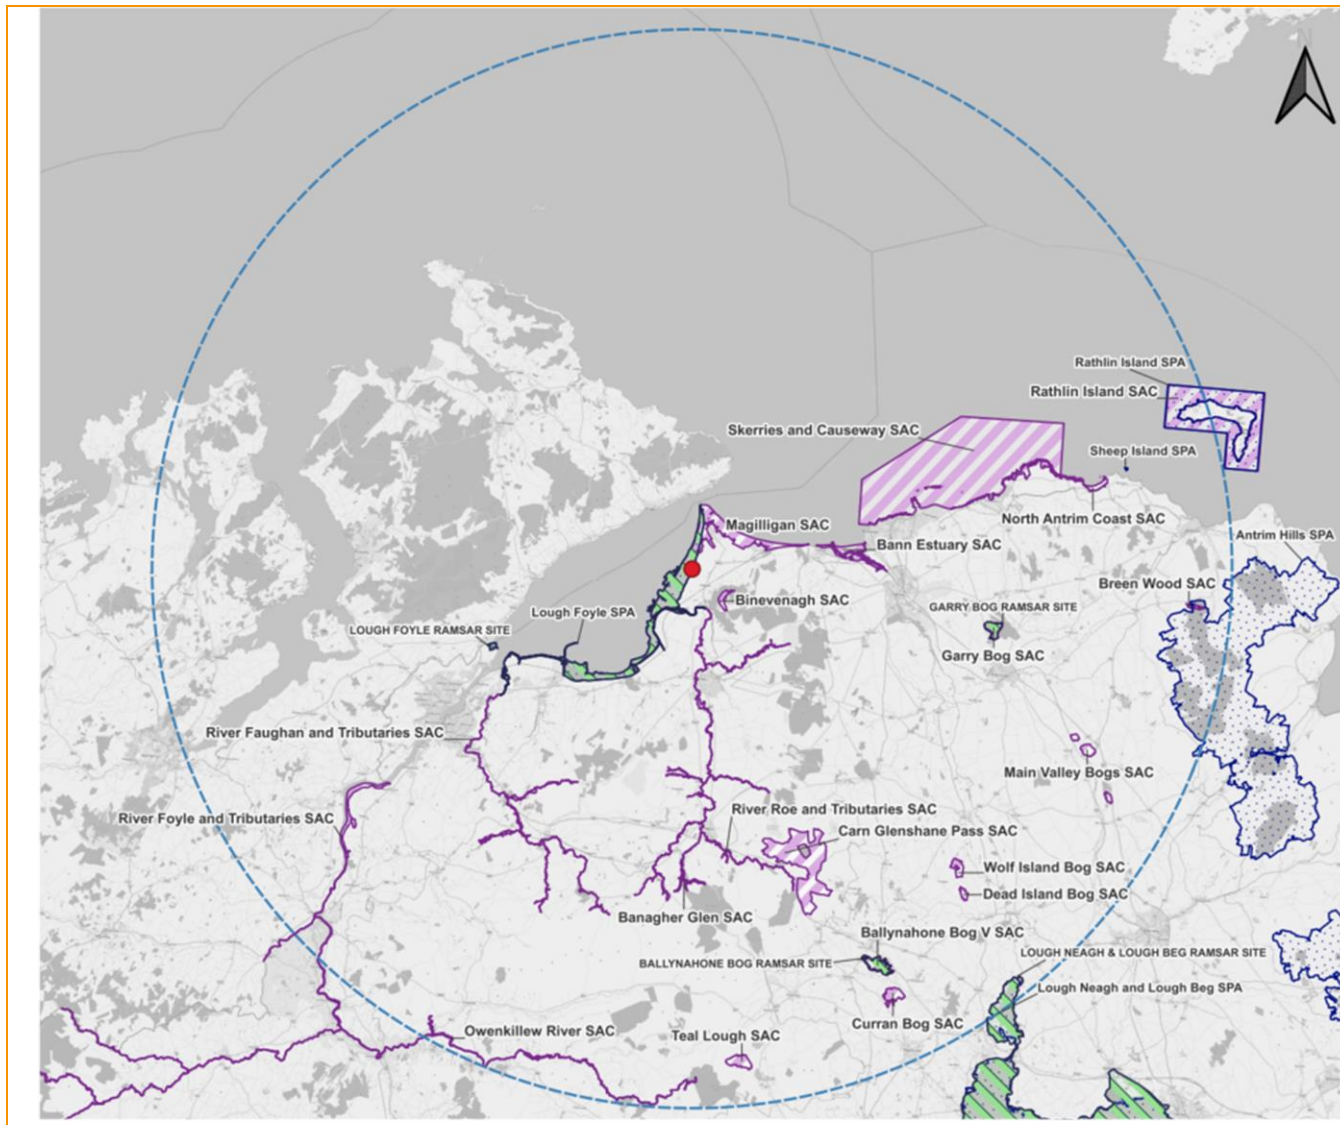 Rathlin Island SPA
Rathlin Island SAC
Skerries and Causeway SAC
Sheep Island SPA
North Antrim Coast SAC
Magilligan SAC
Bann Estuary SAC
Antrim Hills SPA
Breen Wood SAC
Binevenagh SAC
GARRY BOG RAMSAR SITE
Lough Foyle SPA
LOUGH FOYLE RAMSAR SITE
Garry Bog SAC
River Faughan and Tributaries SAC
Main Valley Bogs SAC
River Roe and Tributaries SAC
River Foyle and Tributaries SAC
Carn Glenshane Pass SAC
Wolf Island Bog SAC
Dead Island Bog SAC
Banagher Glen SAC
Ballynahone Bog V SAC
LOUGH NEAGH & LOUGH BEG RAMSAR SITE
BALLYNAHONE BOG RAMSAR SITE
Lough Neagh and Lough Beg SPA
Curran Bog SAC
Owenkillew River SAC
Teal Lough SAC